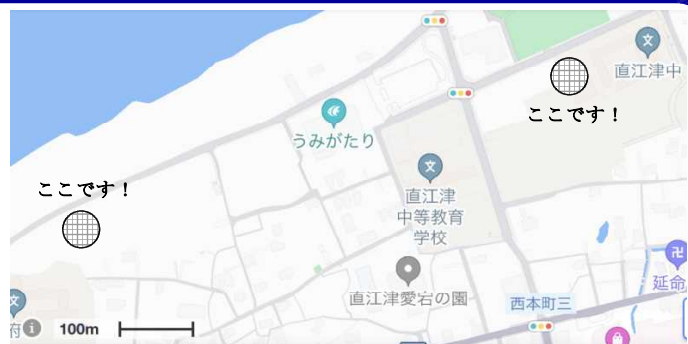 直江津中
ここです！
うみがたり
ここです！
直江津
中等教育
学校
直江津愛宕の園
西本町三
延命
府
100m